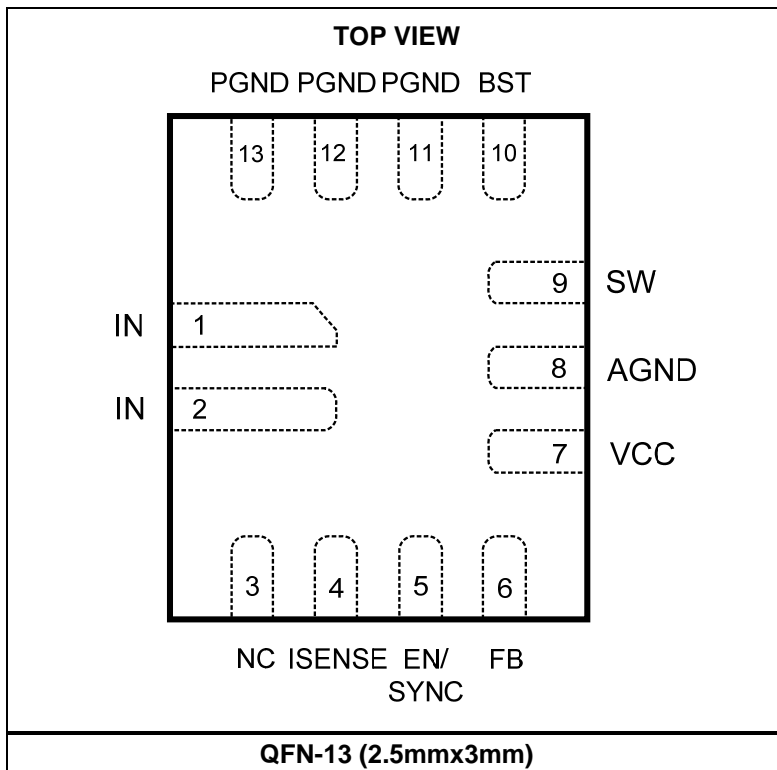 TOP VIEW
PGND PGND PGND BST
13 12 11 10
9 SW
IN 1
8 AGND
IN 2
7 VCC
3 4 5 6
NC ISENSE EN/ FB
SYNC
QFN-13 (2.5mmx3mm)